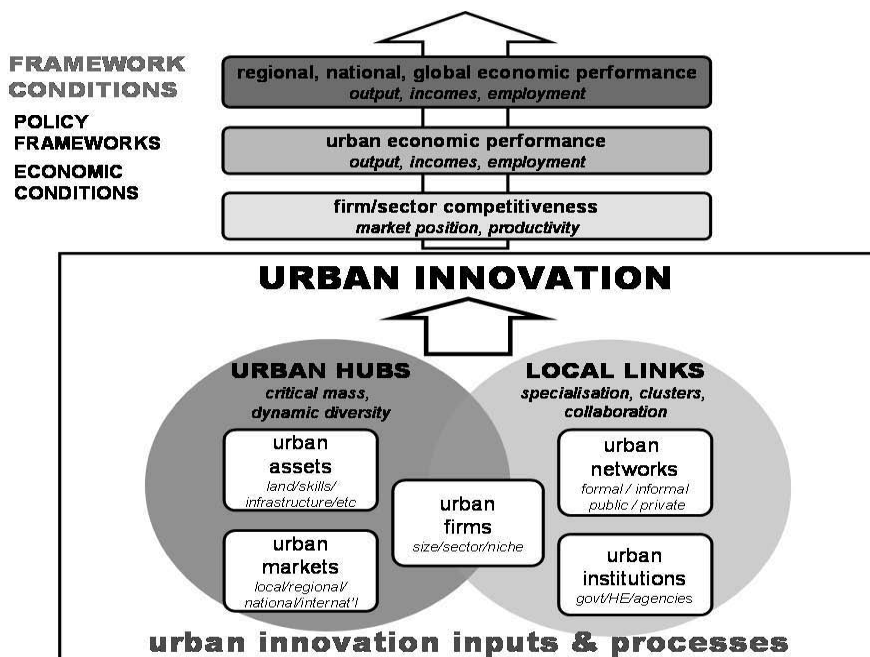 FRAMEWORK
CONDITIONS
POLICY
FRAMEWORKS
ECONOMIC
CONDITIONS
regional, national, global economic performance
output, incomes, employment
urban economic performance
output, incomes, employment
firm/sector competitiveness
market position, productivity
URBAN INNOVATION
URBAN HUBS
critical mass,
dynamic diversity
LOCAL LINKS
specialisation, clusters,
collaboration
urban
assets
land/skills/
infrastructure/etc
urban
markets
local/regional/
national/internat'l
urban
firms
size/sector/niche
urban
networks
formal / informal
public / private
urban
institutions
govt/HE/agencies
urban innovation inputs & processes